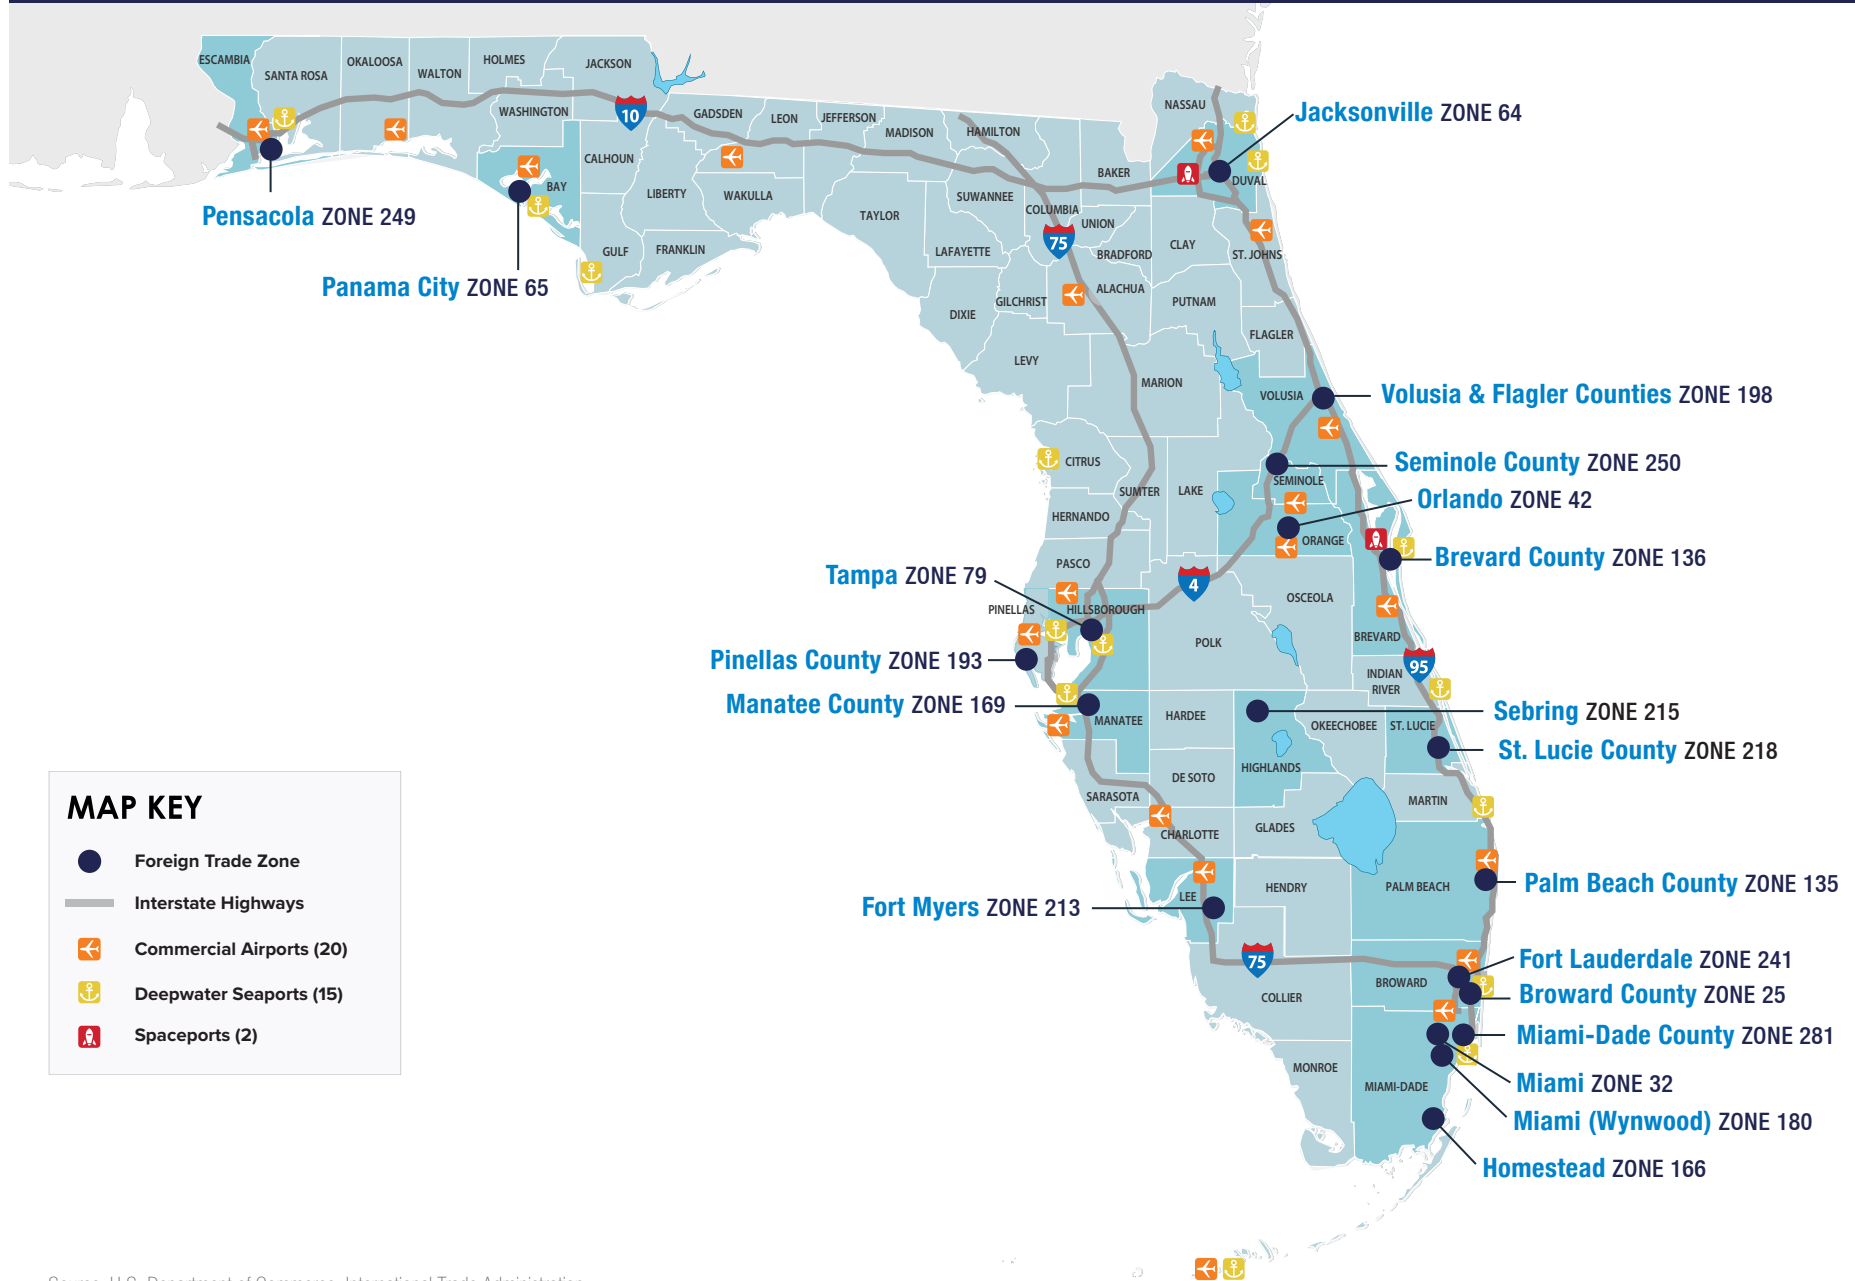 ESCAMBIA
SANTA ROSA
OKALOOSA
WALTON
HOLMES
JACKSON
WASHINGTON
10
GADSDEN
LEON
JEFFERSON
MADISON
HAMILTON
NASSAU
Jacksonville ZONE 64
BAY
CALHOUN
LIBERTY
WAKULLA
TAYLOR
SUWANNEE
COLUMBIA
BAKER
DUVAL
Pensacola ZONE 249
GULF
FRANKLIN
LAFAYETTE
75
UNION
BRADFORD
CLAY
ST. JOHNS
Panama City ZONE 65
DIXIE
GILCHRIST
ALACHUA
PUTNAM
FLAGLER
LEVY
MARION
VOLUSIA
Volusia & Flagler Counties ZONE 198
CITRUS
SUMTER
LAKE
SEMINOLE
Seminole County ZONE 250
Orlando ZONE 42
HERNANDO
ORANGE
Brevard County ZONE 136
PASCO
Tampa ZONE 79
4
OSCEOLA
PINELLAS
HILLSBOROUGH
POLK
BREVARD
Pinellas County ZONE 193
95
INDIAN
RIVER
Manatee County ZONE 169
MANATEE
HARDEE
OKEECHOBEE
ST. LUCIE
Sebring ZONE 215
St. Lucie County ZONE 218
HIGHLANDS
DE SOTO
SARASOTA
MARTIN
CHARLOTTE
GLADES
LEE
HENDRY
PALM BEACH
Palm Beach County ZONE 135
Fort Myers ZONE 213
75
COLLIER
BROWARD
Fort Lauderdale ZONE 241
Broward County ZONE 25
Miami-Dade County ZONE 281
MONROE
MIAMI-DADE
Miami ZONE 32
Miami (Wynwood) ZONE 180
Homestead ZONE 166
MAP KEY
Foreign Trade Zone
Interstate Highways
Commercial Airports (20)
Deepwater Seaports (15)
Spaceports (2)
Source: U.S. Department of Commerce, International Trade Administration